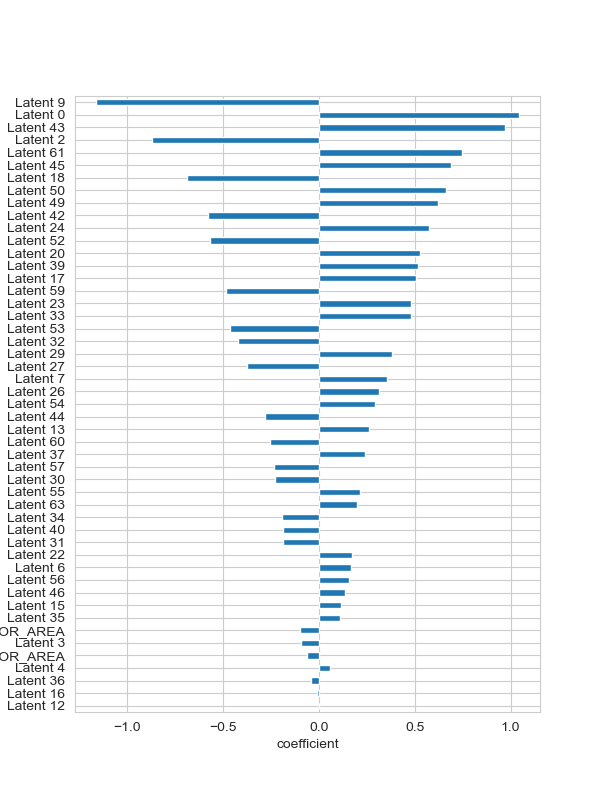 Latent 9
Latent 0
Latent 43
Latent 2
Latent 61
Latent 45
Latent 18
Latent 50
Latent 49
Latent 42
Latent 24
Latent 52
Latent 20
Latent 39
Latent 17
Latent 59
Latent 23
Latent 33
Latent 53
Latent 32
Latent 29
Latent 27
Latent 7
Latent 26
Latent 54
Latent 44
Latent 13
Latent 60
Latent 37
Latent 57
Latent 30
Latent 55
Latent 63
Latent 34
Latent 40
Latent 31
Latent 22
Latent 6
Latent 56
Latent 46
Latent 15
Latent 35
OR_AREA
Latent 3
OR_AREA
Latent 4
Latent 36
Latent 16
Latent 12
−1.0 −0.5 0.0 0.5 1.0
coefficient